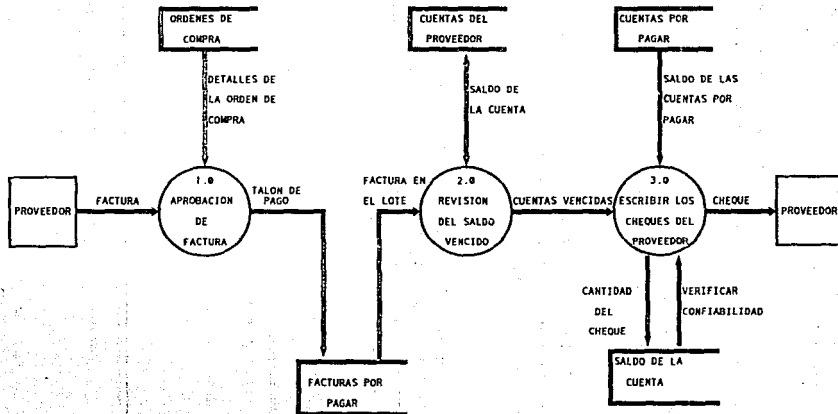 ORDENES DE
COMPRA
CUENTAS DEL
PROVEEDOR
CUENTAS POR
PAGAR
DETALLES DE
LA ORDEN DE
COMPRA
SALDO DE
LA CUENTA
SALDO DE LAS
CUENTAS POR
PAGAR
PROVEEDOR
FACTURA
1.0
APROBACION
DE
FACTURA
TALON DE
PAGO
FACTURA EN
EL LOTE
2.0
REVISION
DEL SALDO
VENCIDO
CUENTAS VENCIDAS
3.0
ESCRIBIR LOS
CHEQUES DEL
PROVEEDOR
CHEQUE
PROVEEDOR
CANTIDAD
DEL
CHEQUE
VERIFICAR
CONFIABILIDAD
FACTURAS POR
PAGAR
SALDO DE LA
CUENTA